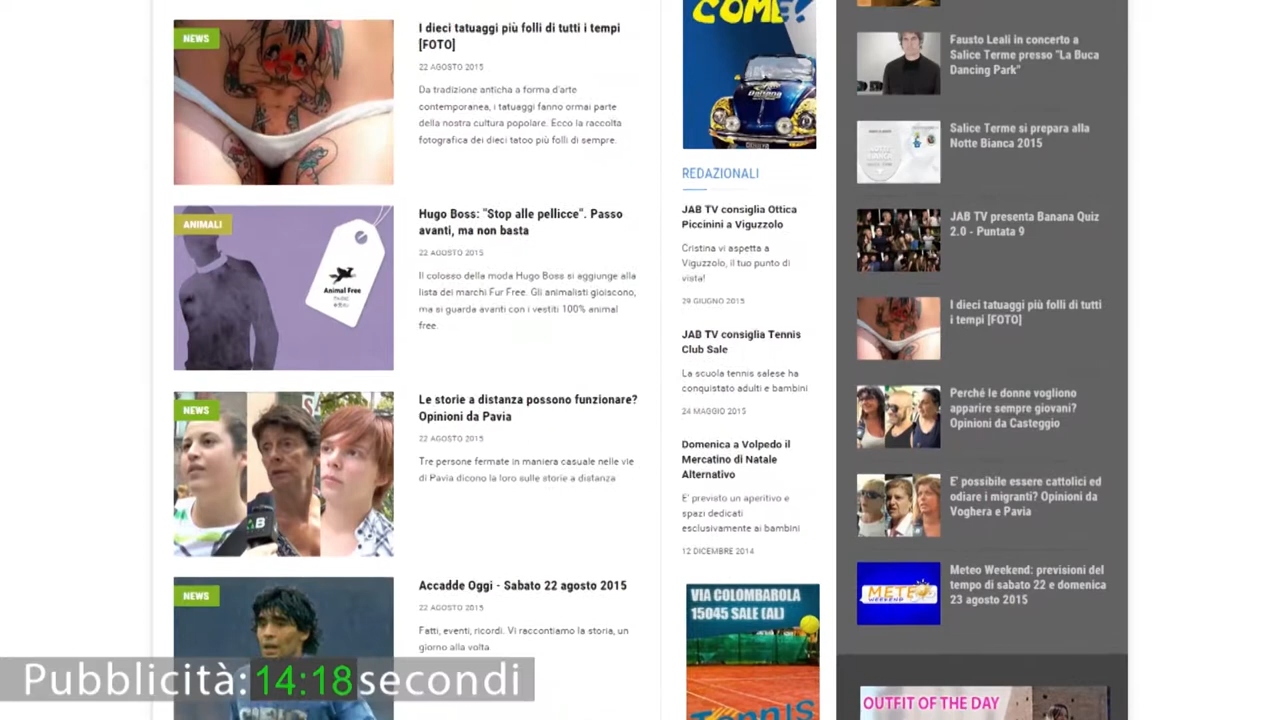 NEWS
I dieci tatuaggi più folli di tutti i tempi
[FOTO]
22 AGOSTO 2015
Da tradizione antica a forma d'arte
contemporanea, i tatuaggi fanno ormai parte
della nostra cultura popolare. Ecco la raccolta
fotografica dei dieci tatoo più folli di sempre.
ANIMALI
Animal Free
Hugo Boss: "Stop alle pellicce". Passo
avanti, ma non basta
22 AGOSTO 2015
Il colosso della moda Hugo Boss si aggiunge alla
lista dei marchi Fur Free. Gli animalisti gioiscono,
ma si guarda avanti con i vestiti 100% animal
free.
NEWS
Le storie a distanza possono funzionare?
Opinioni da Pavia
22 AGOSTO 2015
Tre persone fermate in maniera casuale nelle vie
di Pavia dicono la loro sulle storie a distanza
NEWS
Accadde Oggi - Sabato 22 agosto 2015
22 AGOSTO 2015
Fatti, eventi, ricordi. Vi raccontiamo la storia, un
giorno alla volta.
COME!
REDAZIONALI
JAB TV consiglia Ottica
Piccinini a Viguzzolo
Cristina vi aspetta a
Viguzzolo, il tuo punto di
vista!
29 GIUGNO 2015
JAB TV consiglia Tennis
Club Sale
La scuola tennis salese ha
conquistato adulti e bambini
24 MAGGIO 2015
Domenica a Volpedo il
Mercatino di Natale
Alternativo
E' previsto un aperitivo e
spazi dedicati
esclusivamente ai bambini
12 DICEMBRE 2014
VIA COLOMBAROLA
15045 SALE (AL)
Tennis
Fausto Leali in concerto a
Salice Terme presso "La Buca
Dancing Park"
Salice Terme si prepara alla
Notte Bianca 2015
JAB TV presenta Banana Quiz
2.0 - Puntata 9
I dieci tatuaggi più folli di tutti
i tempi [FOTO]
Perché le donne vogliono
apparire sempre giovani?
Opinioni da Casteggio
E' possibile essere cattolici ed
odiare i migranti? Opinioni da
Voghera e Pavia
METEO
WEEKEND
Meteo Weekend: previsioni del
tempo di sabato 22 e domenica
23 agosto 2015
OUTFIT OF THE DAY
Pubblicità: 14:18 secondi